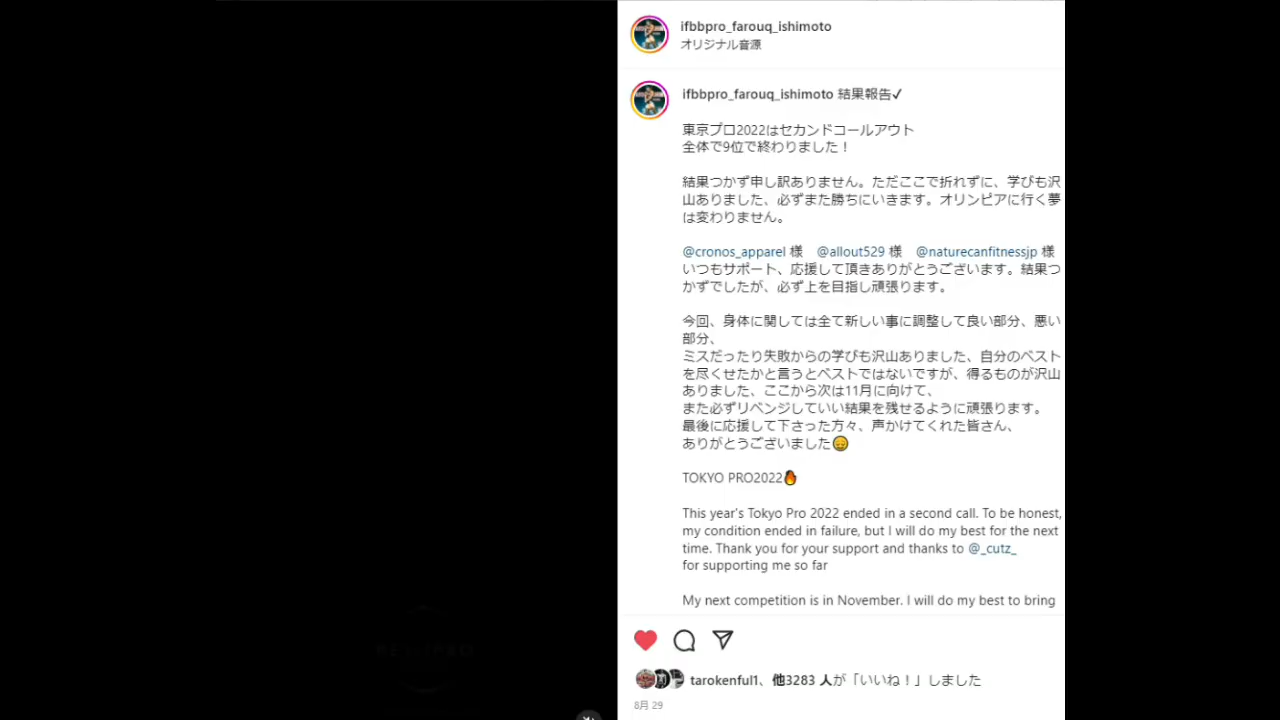 ifbbpro_farouq_ishimoto
オリジナル音源
ifbbpro_farouq_ishimoto 結果報告✔
東京プロ2022はセカンドコールアウト
全体で9位で終わりました！
結果つかず申し訳ありません。ただここで折れずに、学びも沢
山ありました、必ずまた勝ちにいきます。オリンピアに行く夢
は変わりません。
@cronos_apparel 様　@allout529 様　@naturecanfitnessjp 様
いつもサポート、応援して頂きありがとうございます。結果つ
かずでしたが、必ず上を目指し頑張ります。
今回、身体に関しては全て新しい事に調整して良い部分、悪い
部分、
ミスだったり失敗からの学びも沢山ありました、自分のベスト
を尽くせたかと言うとベストではないですが、得るものが沢山
ありました、ここから次は11月に向けて、
また必ずリベンジしていい結果を残せるように頑張ります。
最後に応援して下さった方々、声かけてくれた皆さん、
ありがとうございました😞
TOKYO PRO2022🔥
This year's Tokyo Pro 2022 ended in a second call. To be honest,
my condition ended in failure, but I will do my best for the next
time. Thank you for your support and thanks to @_cutz_
for supporting me so far
My next competition is in November. I will do my best to bring
tarokenful1、他3283 人が「いいね！」しました
8月 29